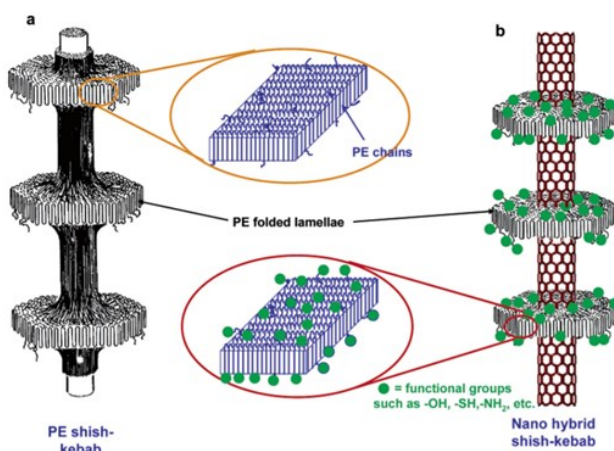 a
b
PE chains
PE folded lamellae
= functional groups
such as -OH, -SH,-NH₂, etc.
PE shish-
kebab
Nano hybrid
shish-kebab